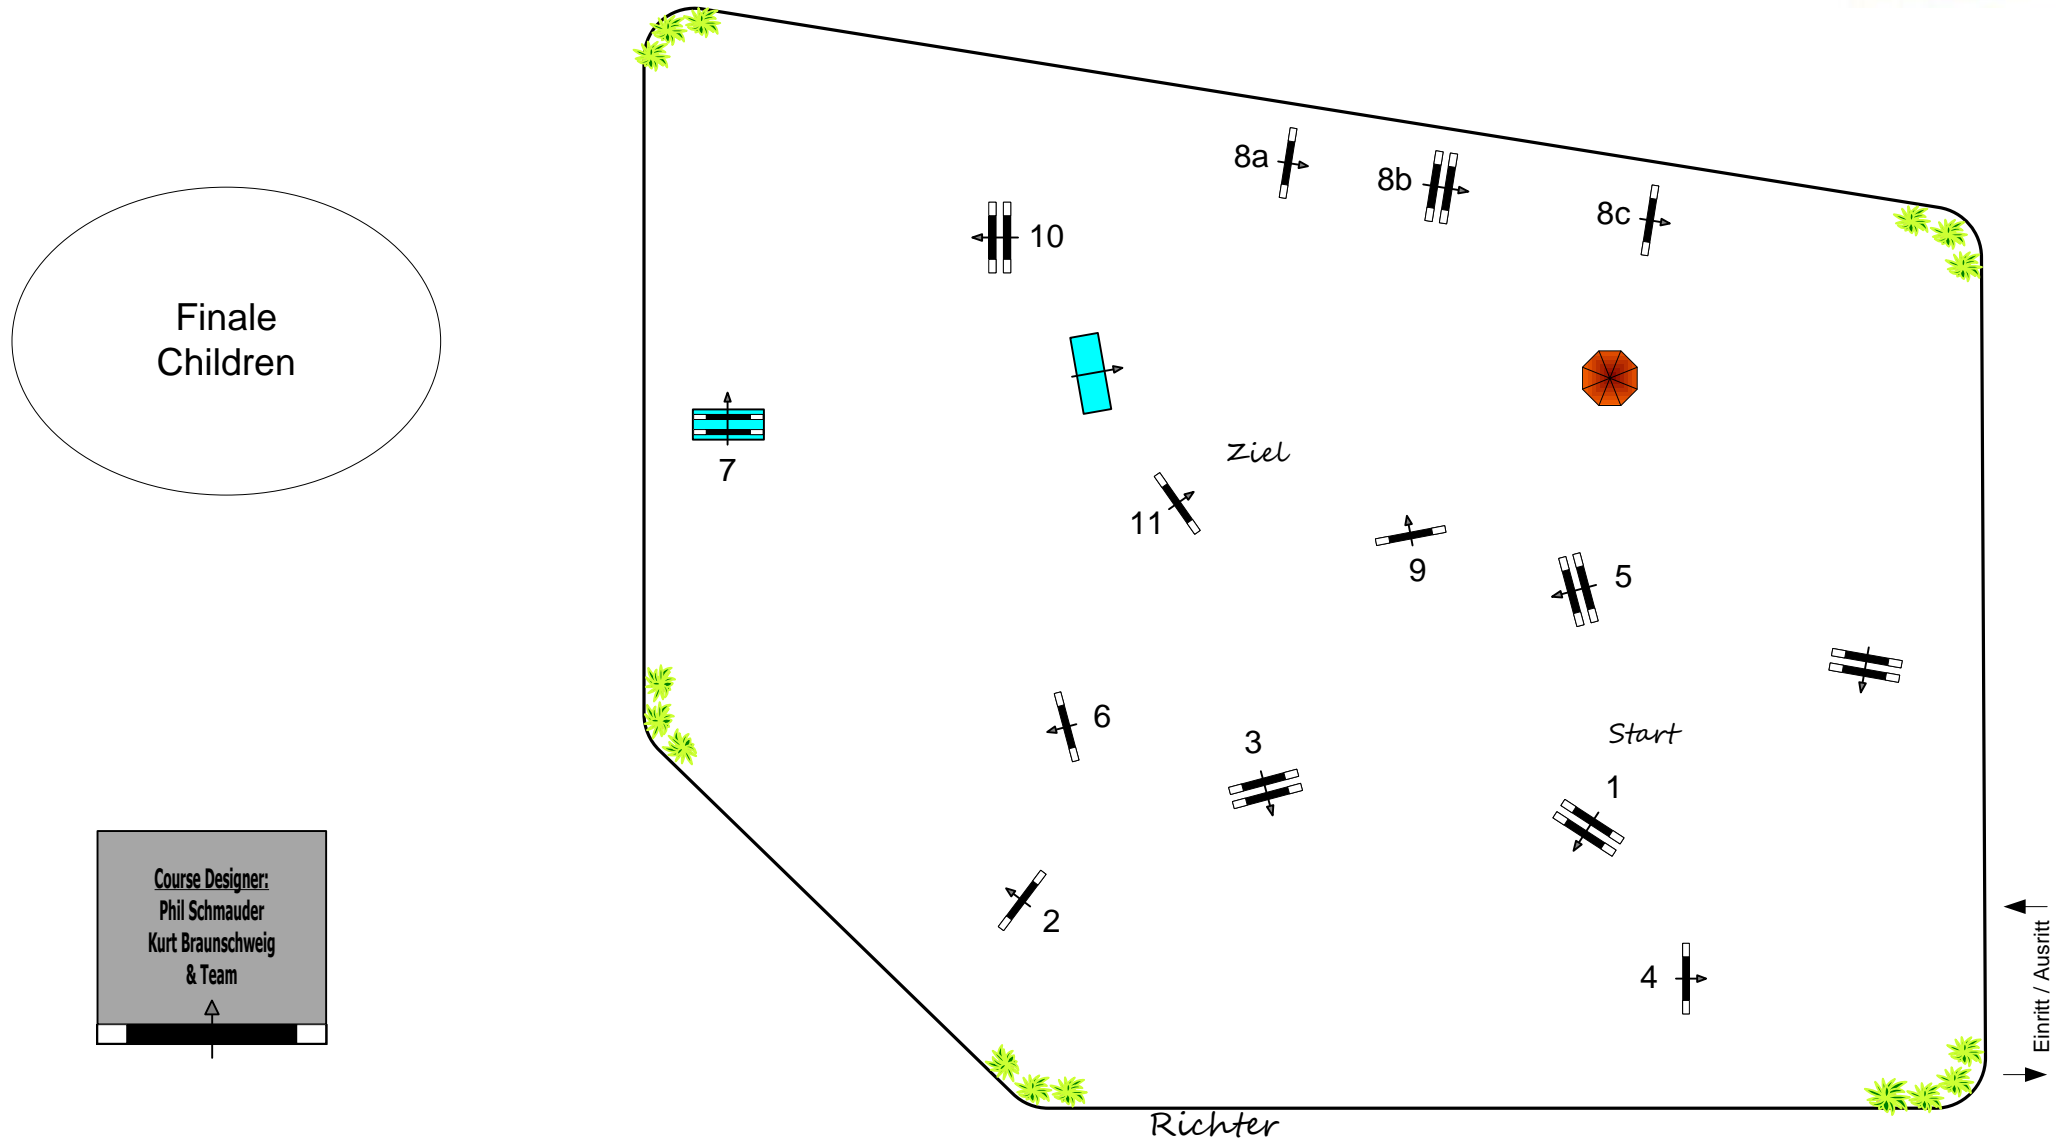 Finale
Children
8a
8b
8c
10
7
Ziel
11
9
5
6
3
Start
1
2
4
Einritt / Ausritt
Course Designer:
Phil Schmauder
Kurt Braunschweig
& Team
Richter